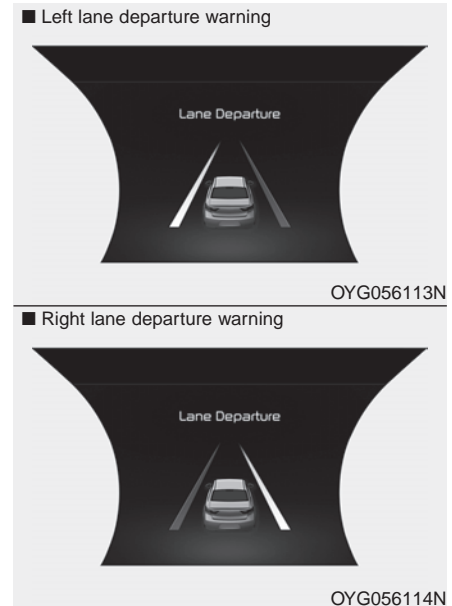 ■ Left lane departure warning
Lane Departure
OYG056113N
■ Right lane departure warning
Lane Departure
OYG056114N